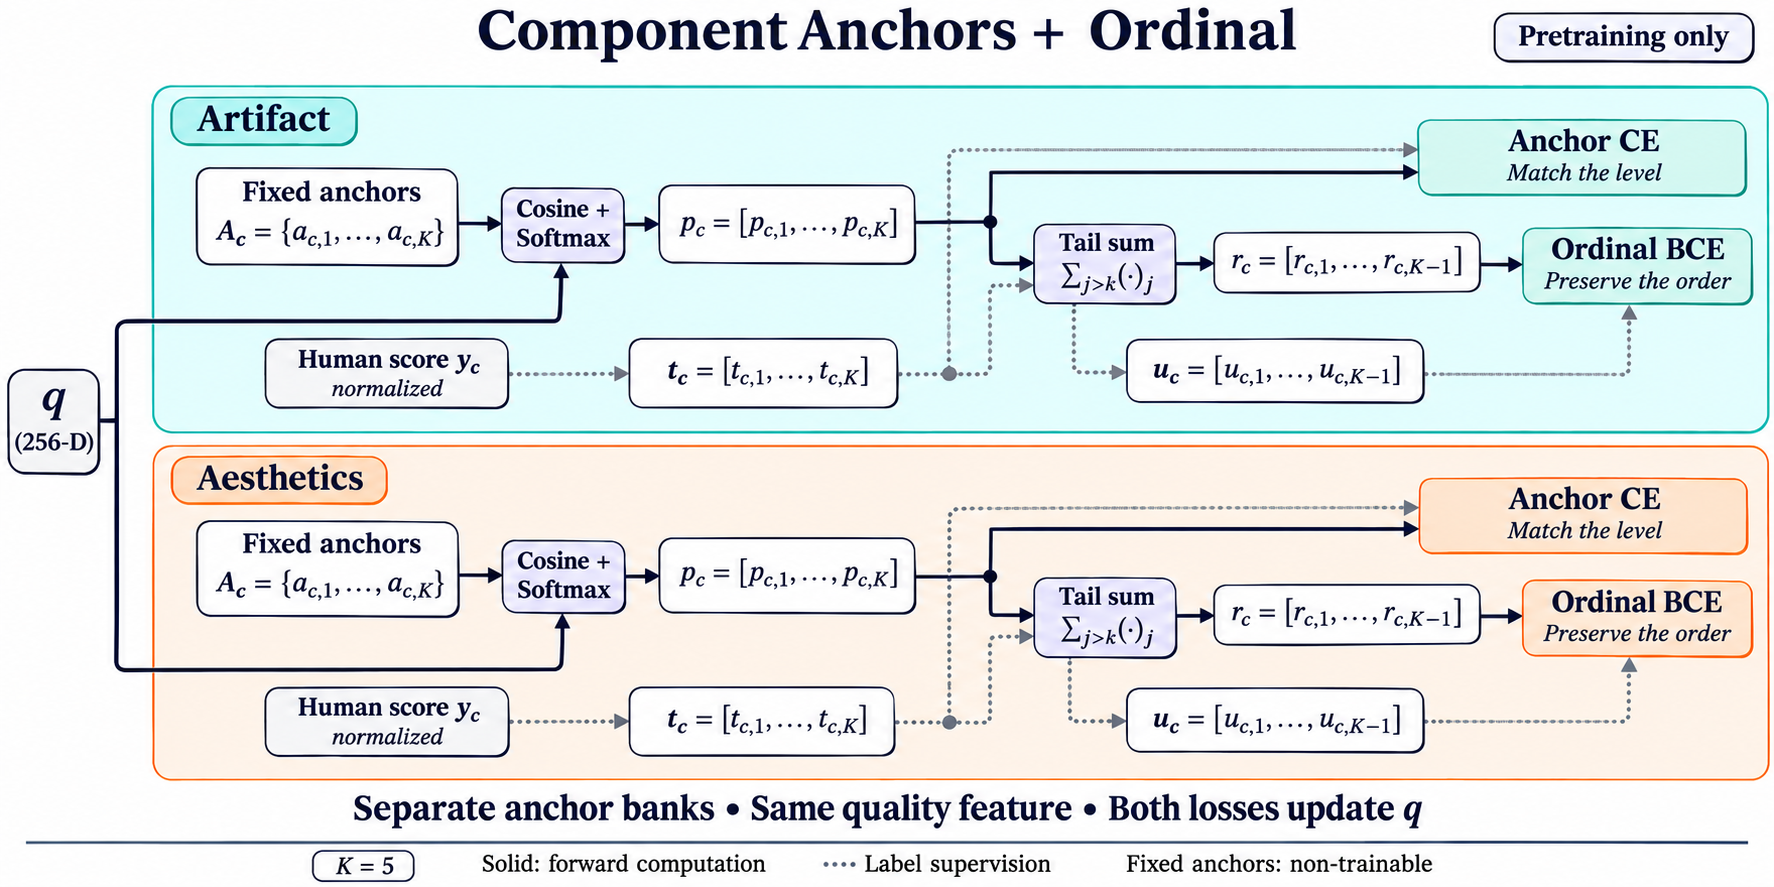 Component Anchors + Ordinal
Pretraining only
Artifact
Fixed anchors
A_c = {a_{c,1}, …, a_{c,K}}
Cosine +
Softmax
p_c = [p_{c,1}, …, p_{c,K}]
Anchor CE
Match the level
Tail sum
∑_{j>k}(·)_j
r_c = [r_{c,1}, …, r_{c,K−1}]
Ordinal BCE
Preserve the order
Human score y_c
normalized
t_c = [t_{c,1}, …, t_{c,K}]
u_c = [u_{c,1}, …, u_{c,K−1}]
q
(256-D)
Aesthetics
Fixed anchors
A_c = {a_{c,1}, …, a_{c,K}}
Cosine +
Softmax
p_c = [p_{c,1}, …, p_{c,K}]
Anchor CE
Match the level
Tail sum
∑_{j>k}(·)_j
r_c = [r_{c,1}, …, r_{c,K−1}]
Ordinal BCE
Preserve the order
Human score y_c
normalized
t_c = [t_{c,1}, …, t_{c,K}]
u_c = [u_{c,1}, …, u_{c,K−1}]
Separate anchor banks • Same quality feature • Both losses update q
K = 5
Solid: forward computation
Label supervision
Fixed anchors: non-trainable